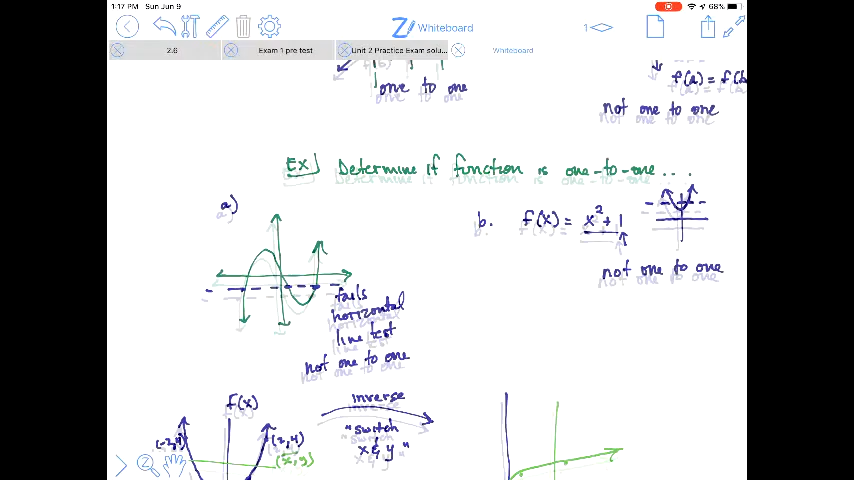 1:17 PM Sun Jun 9
68%
Whiteboard
1
2.6
Exam 1 pre test
Unit 2 Practice Exam solu...
Whiteboard
one to one
f(a) = f(b
not one to one
Ex) Determine if function is one-to-one...
a)
fails
horizontal
line test
not one to one
b. f(x) = x² + 1
not one to one
f(x)
(-2,4)
(2,4)
(x,y)
inverse
"switch
x & y"